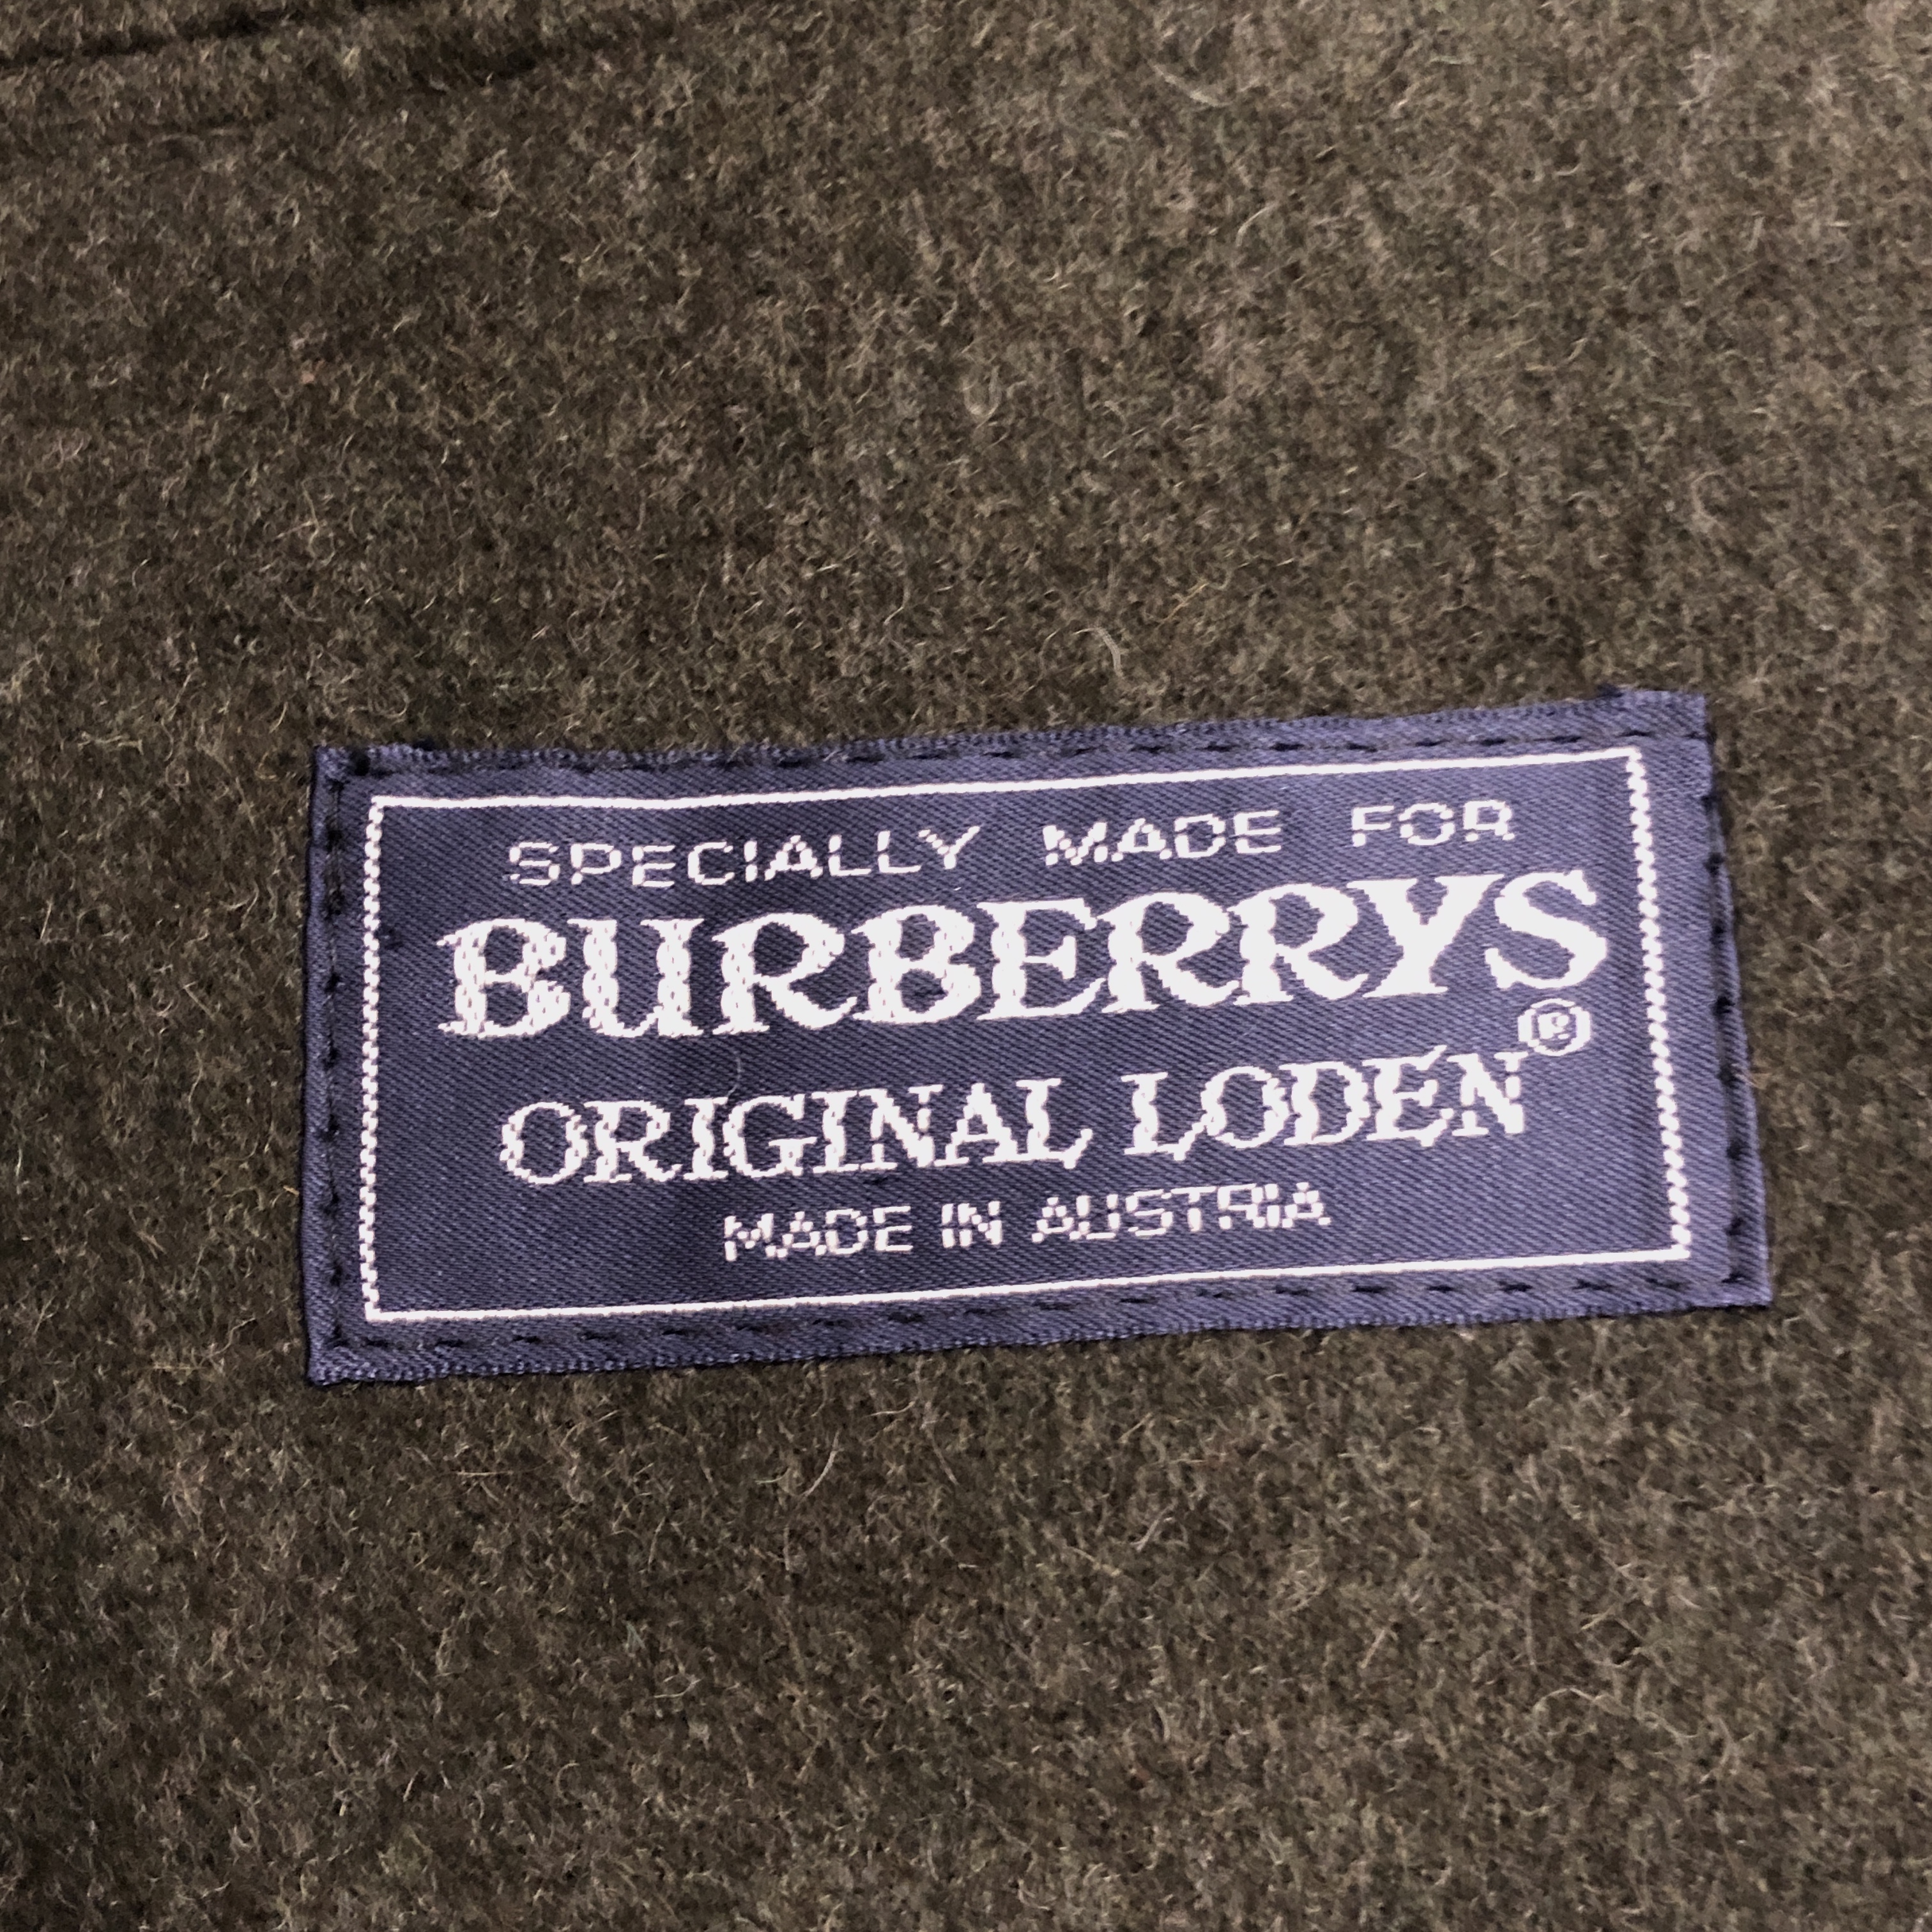 SPECIALLY MADE FOR
BURBERRYS
ORIGINAL LODEN®
MADE IN AUSTRIA